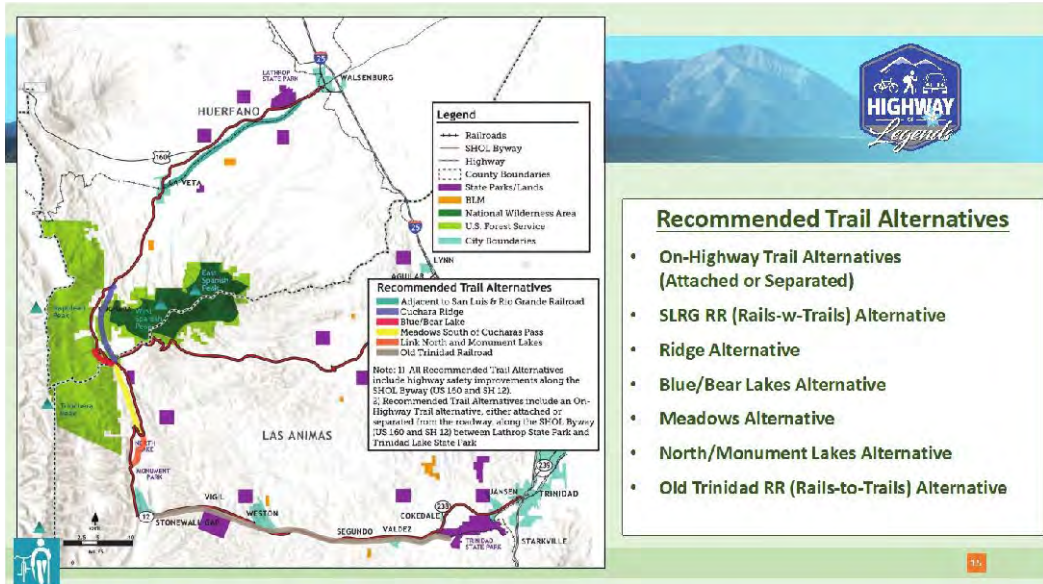 25
WALSENBURG
LATHROP
STATE PARK
HUERFANO
160
LA VETA
Legend
Railroads
SHOL Byway
Highway
County Boundaries
State Parks/Lands
BLM
National Wilderness Area
U.S. Forest Service
City Boundaries
25
LYNN
AGUILAR
East
Spanish
Peak
West
Spanish
Peak
Recommended Trail Alternatives
Adjacent to San Luis & Rio Grande Railroad
Cuchara Ridge
Blue/Bear Lake
Meadows South of Cucharas Pass
Link North and Monument Lakes
Old Trinidad Railroad
Note: 1) All Recommended Trail Alternatives
include highway safety improvements along the
SHOL Byway (US 160 and SH 12).
2) Recommended Trail Alternatives include an On-
Highway Trail alternative, either attached or
separated from the roadway, along the SHOL Byway
(US 160 and SH 12) between Lathrop State Park and
Trinidad Lake State Park
LAS ANIMAS
NORTH
LAKE
MONUMENT
PARK
12
STONEWALL GAP
VIGIL
WESTON
SEGUNDO
VALDEZ
COKEDALE
239
JANSEN
TRINIDAD
TRINIDAD
STATE PARK
STARKVILLE
HIGHWAY
OF
Legends
Recommended Trail Alternatives
• On-Highway Trail Alternatives
(Attached or Separated)
• SLRG RR (Rails-w-Trails) Alternative
• Ridge Alternative
• Blue/Bear Lakes Alternative
• Meadows Alternative
• North/Monument Lakes Alternative
• Old Trinidad RR (Rails-to-Trails) Alternative